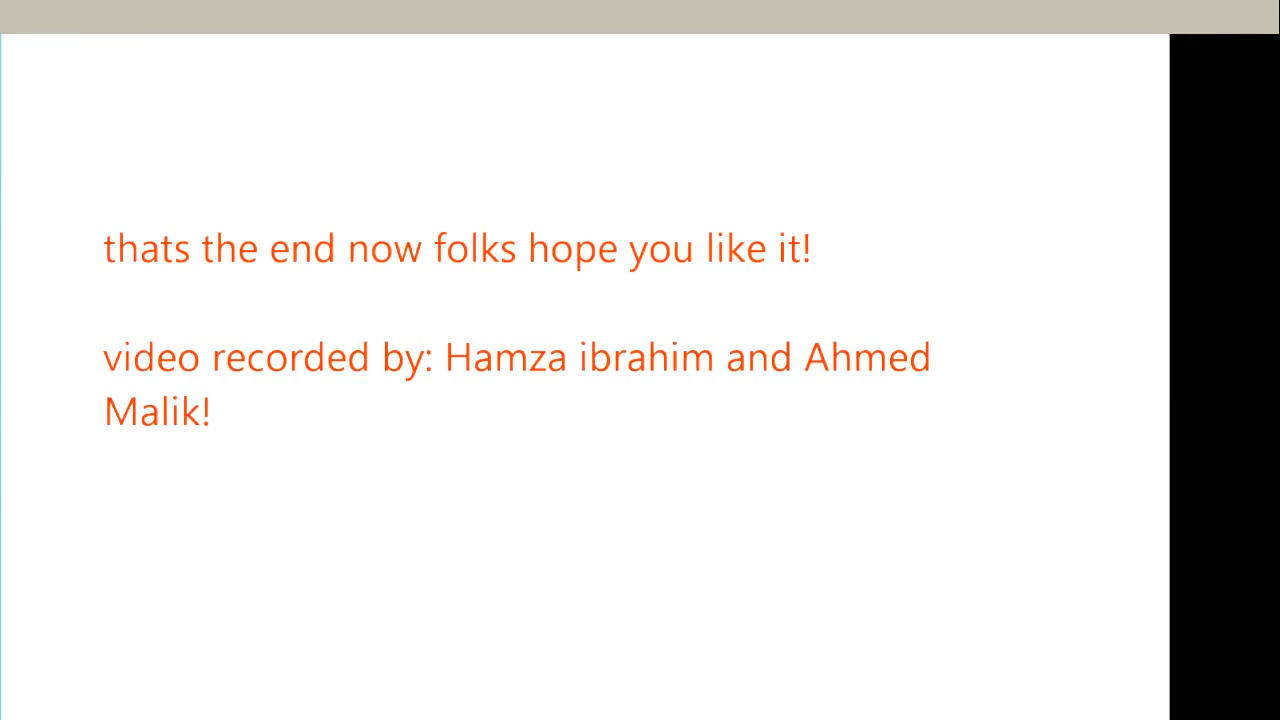 thats the end now folks hope you like it!
video recorded by: Hamza ibrahim and Ahmed
Malik!